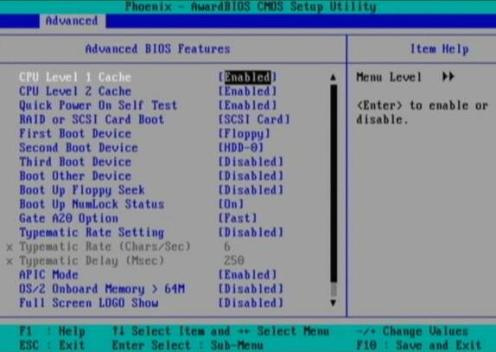 Phoenix - AwardBIOS CMOS Setup Utility
Advanced
Advanced BIOS Features
Item Help
CPU Level 1 Cache [Enabled]
CPU Level 2 Cache [Enabled]
Quick Power On Self Test [Enabled]
RAID or SCSI Card Boot [SCSI Card]
First Boot Device [Floppy]
Second Boot Device [HDD-0]
Third Boot Device [Disabled]
Boot Other Device [Disabled]
Boot Up Floppy Seek [Disabled]
Boot Up NumLock Status [On]
Gate A20 Option [Fast]
Typematic Rate Setting [Disabled]
x Typematic Rate (Chars/Sec) 6
x Typematic Delay (Msec) 250
APIC Mode [Enabled]
OS/2 Onboard Memory > 64M [Disabled]
Full Screen LOGO Show [Disabled]
Menu Level ▶▶
<Enter> to enable or
disable.
F1 : Help ↑↓ Select Item and →← Select Menu -/+ Change Values
ESC : Exit Enter Select : Sub-Menu F10 : Save and Exit